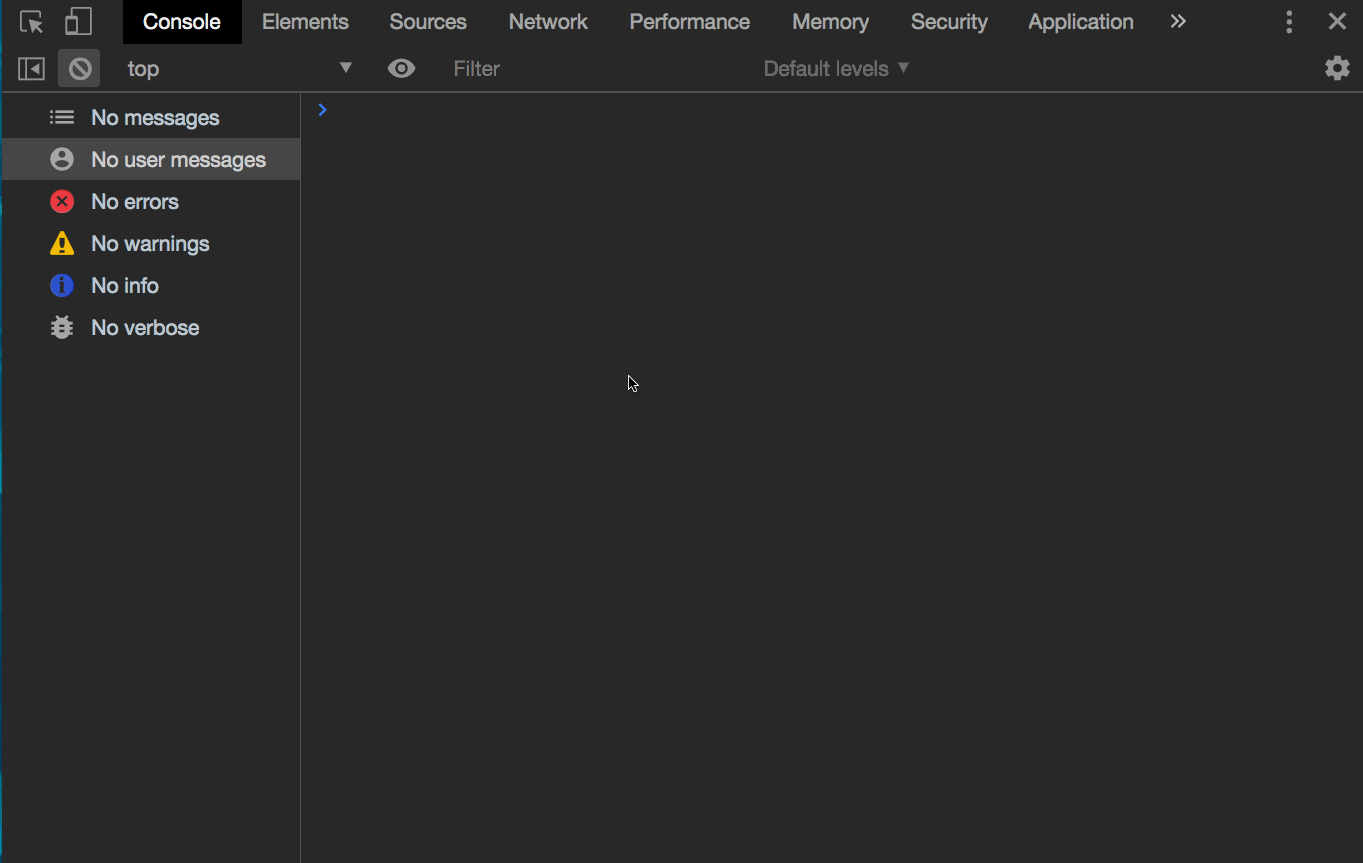 Console Elements Sources Network Performance Memory Security Application
top Filter Default levels
No messages
No user messages
No errors
No warnings
No info
No verbose